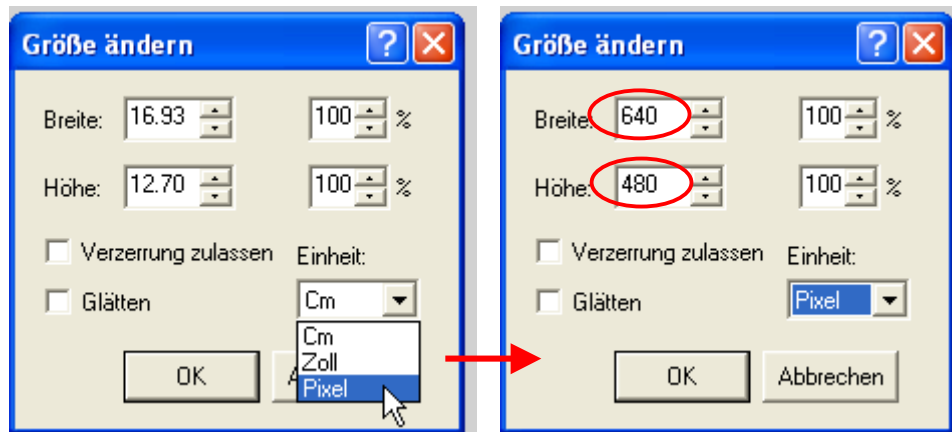 Größe ändern
Breite: 16.93 100 %
Höhe: 12.70 100 %
Verzerrung zulassen Einheit:
Glätten Cm
Cm
Zoll
Pixel
OK A
Größe ändern
Breite: 640 100 %
Höhe: 480 100 %
Verzerrung zulassen Einheit:
Glätten Pixel
OK Abbrechen